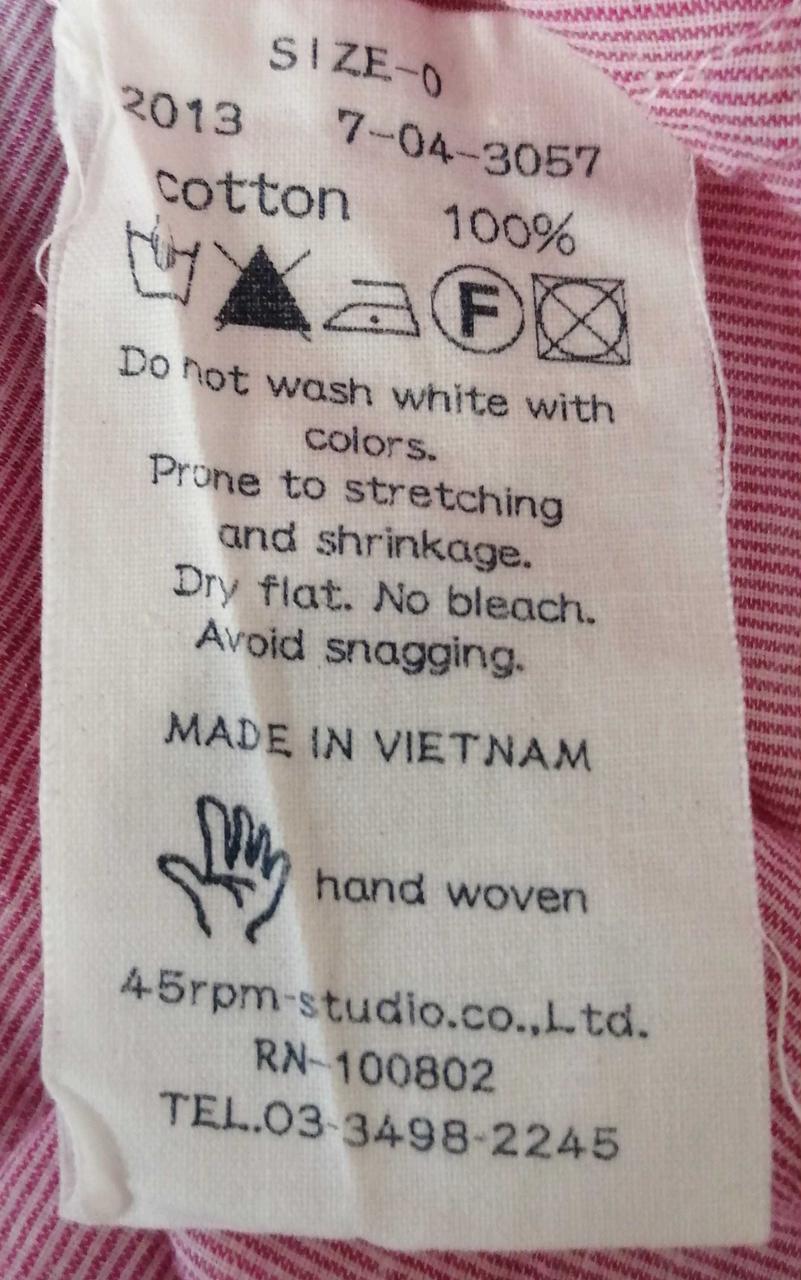 SIZE-0
2013 7-04-3057
cotton 100%
F
Do not wash white with
colors.
Prone to stretching
and shrinkage.
Dry flat. No bleach.
Avoid snagging.
MADE IN VIETNAM
hand woven
45rpm-studio.co.,Ltd.
RN-100802
TEL.03-3498-2245